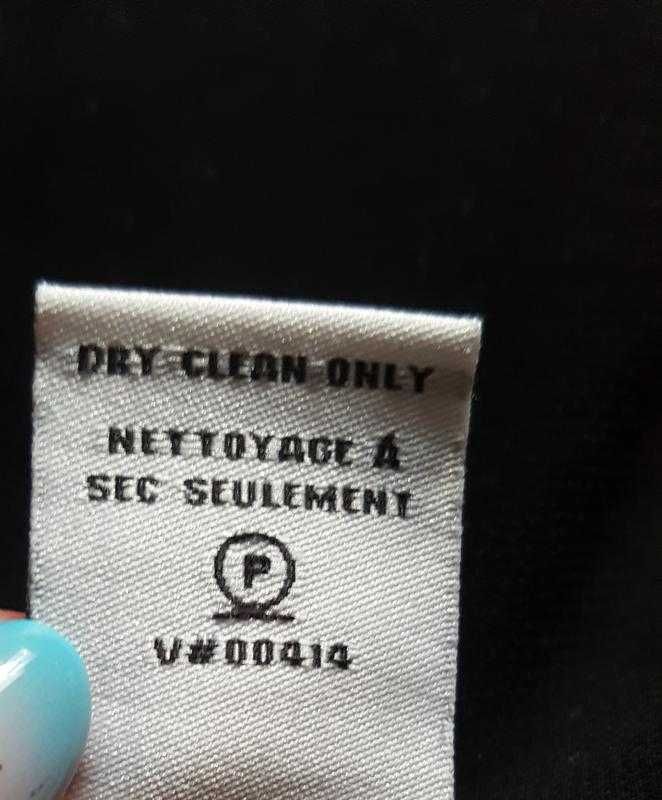 DRY CLEAN ONLY
NETTOYAGE À
SEC SEULEMENT
P
V#00414